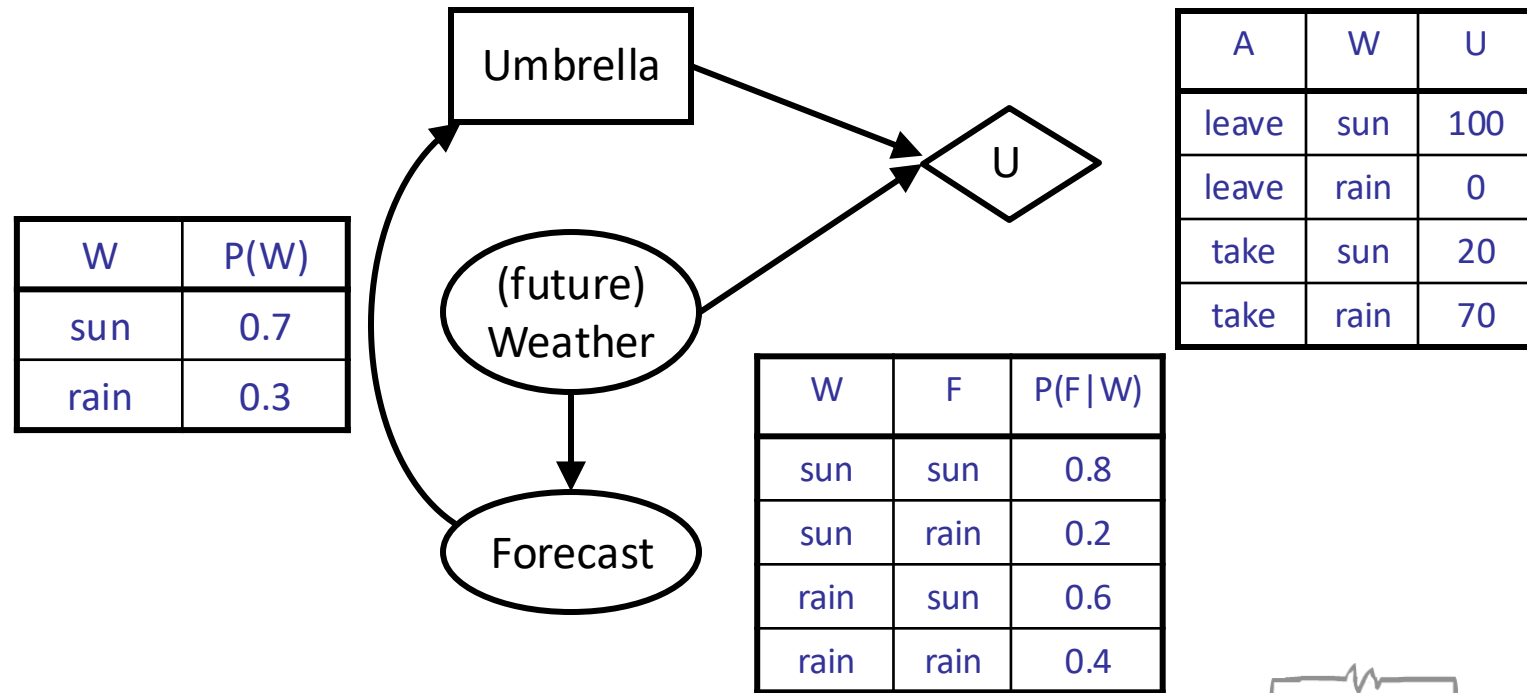 Umbrella
U
(future)
Weather
Forecast
W P(W)
sun 0.7
rain 0.3
W F P(F|W)
sun sun 0.8
sun rain 0.2
rain sun 0.6
rain rain 0.4
A W U
leave sun 100
leave rain 0
take sun 20
take rain 70